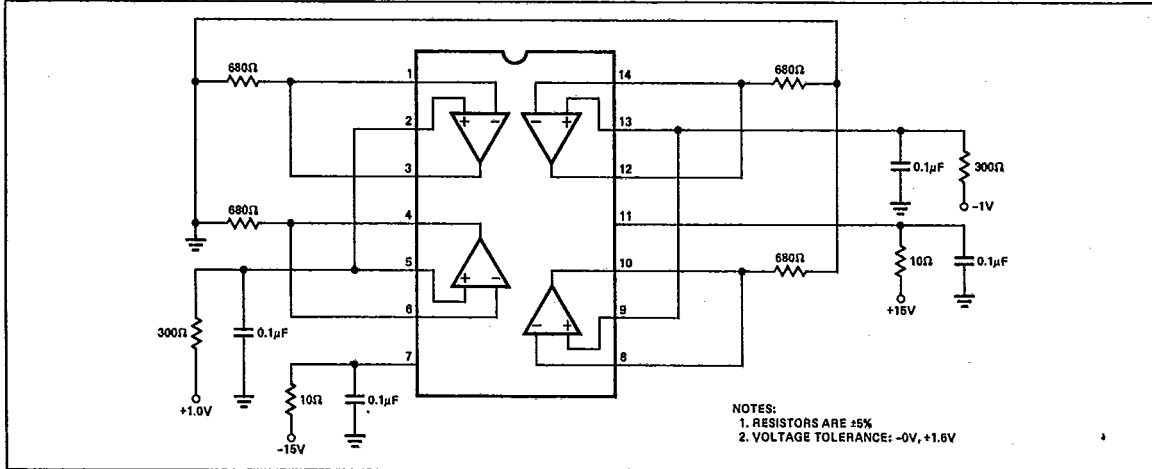 680Ω
1
2
3
680Ω
4
5
6
7
300Ω
0.1μF
+1.0V
10Ω
0.1μF
-15V
+ -
- +
+ -
- +
14
680Ω
13
12
11
10
680Ω
9
8
0.1μF
300Ω
-1V
10Ω
0.1μF
+15V
NOTES:
1. RESISTORS ARE ±5%
2. VOLTAGE TOLERANCE: -0V, +1.6V